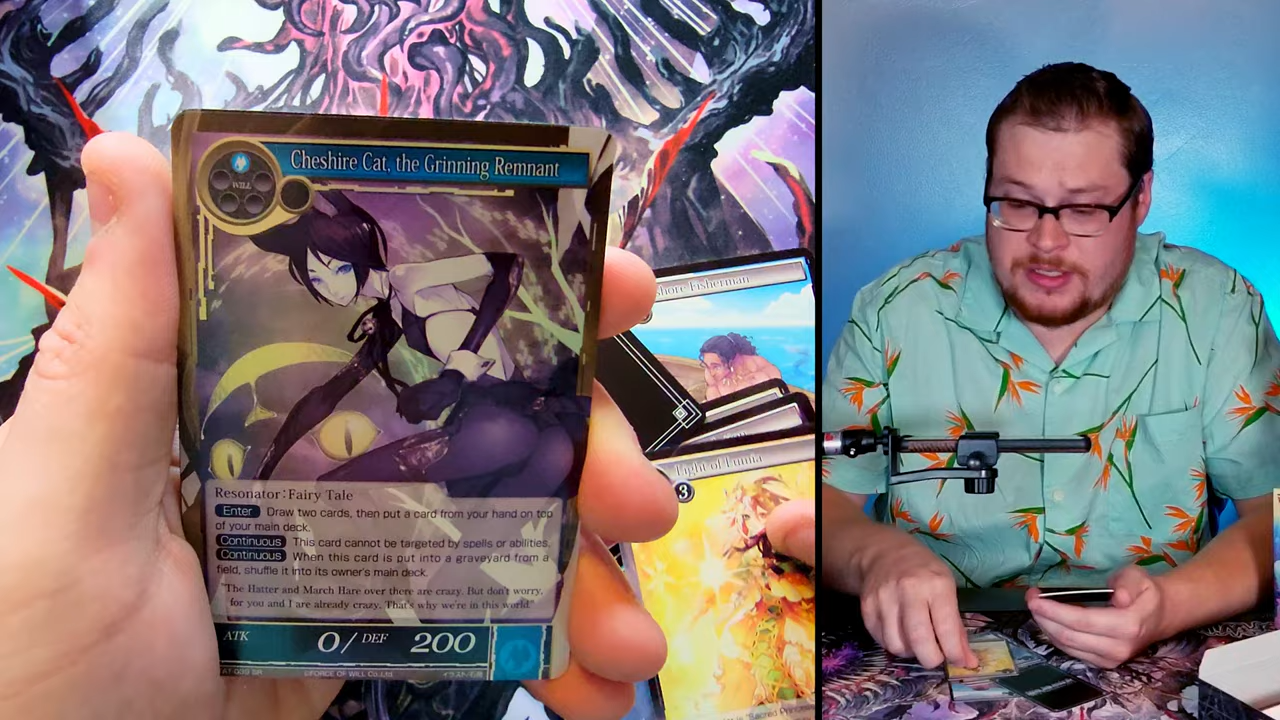 Cheshire Cat, the Grinning Remnant
WILL
Resonator: Fairy Tale
Enter Draw two cards, then put a card from your hand on top
of your main deck.
Continuous This card cannot be targeted by spells or abilities.
Continuous When this card is put into a graveyard from a
field, shuffle it into its owner's main deck.
"The Hatter and March Hare over there are crazy. But don't worry,
for you and I are already crazy. That's why we're in this world."
ATK 0/ DEF 200
©FORCE OF WILL Co.,Ltd.
shore Fisherman
Light of Lumia
3